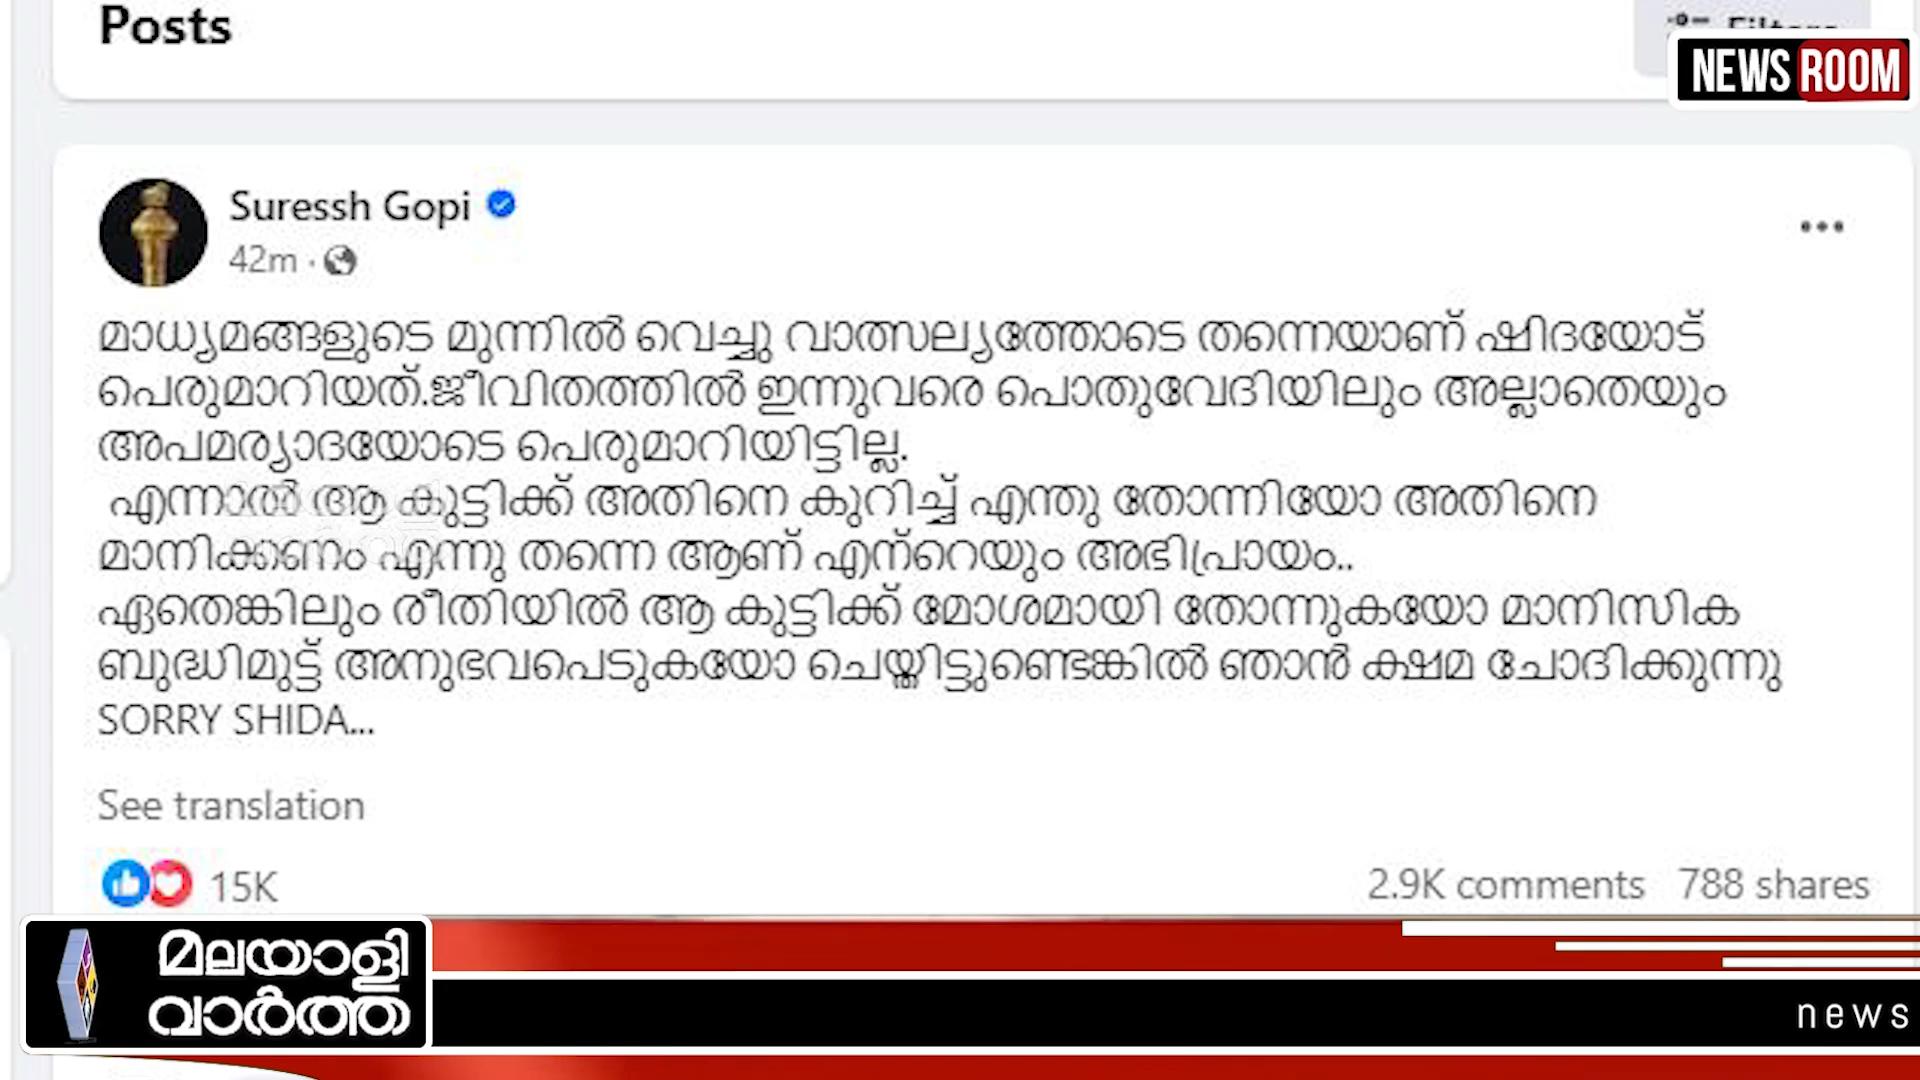 Posts
Filters
NEWS ROOM
Suressh Gopi
42m ·
മാധ്യമങ്ങളുടെ മുന്നിൽ വെച്ചു വാത്സല്യത്തോടെ തന്നെയാണ് ഷിദയോട്
പെരുമാറിയത്.ജീവിതത്തിൽ ഇന്നുവരെ പൊതുവേദിയിലും അല്ലാതെയും
അപമര്യാദയോടെ പെരുമാറിയിട്ടില്ല.
എന്നാൽ ആ കുട്ടിക്ക് അതിനെ കുറിച്ച് എന്തു തോന്നിയോ അതിനെ
മാനിക്കണം എന്നു തന്നെ ആണ് എന്റെയും അഭിപ്രായം..
ഏതെങ്കിലും രീതിയിൽ ആ കുട്ടിക്ക് മോശമായി തോന്നുകയോ മാനിസിക
ബുദ്ധിമുട്ട് അനുഭവപെടുകയോ ചെയ്തിട്ടുണ്ടെങ്കിൽ ഞാൻ ക്ഷമ ചോദിക്കുന്നു
SORRY SHIDA...
See translation
15K
2.9K comments 788 shares
മലയാളി
വാർത്ത
news